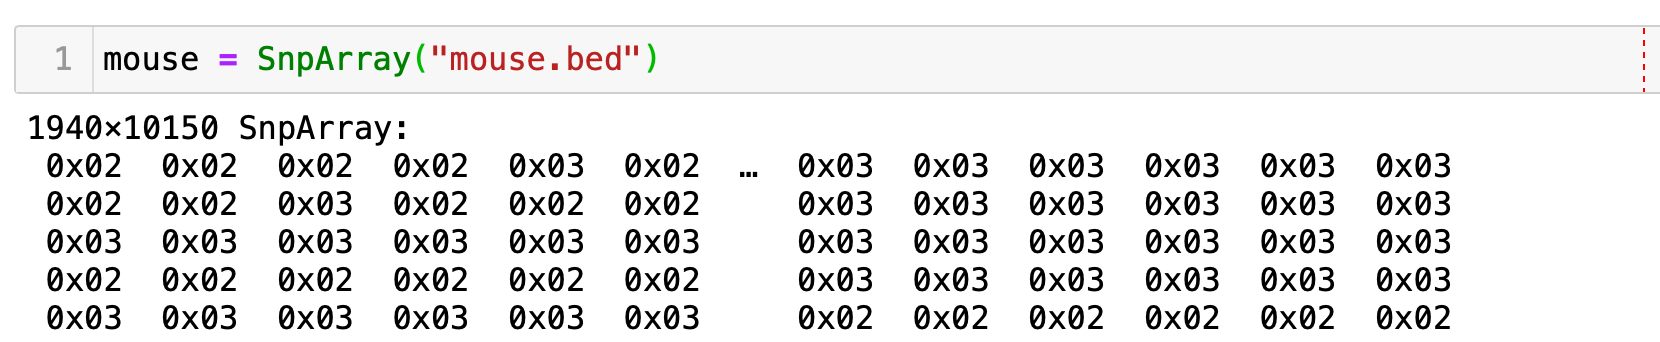 1 mouse = SnpArray("mouse.bed")
1940×10150 SnpArray:
0x02 0x02 0x02 0x02 0x03 0x02 … 0x03 0x03 0x03 0x03 0x03 0x03
0x02 0x02 0x03 0x02 0x02 0x02 0x03 0x03 0x03 0x03 0x03 0x03
0x03 0x03 0x03 0x03 0x03 0x03 0x03 0x03 0x03 0x03 0x03 0x03
0x02 0x02 0x02 0x02 0x02 0x02 0x03 0x03 0x03 0x03 0x03 0x03
0x03 0x03 0x03 0x03 0x03 0x03 0x02 0x02 0x02 0x02 0x02 0x02